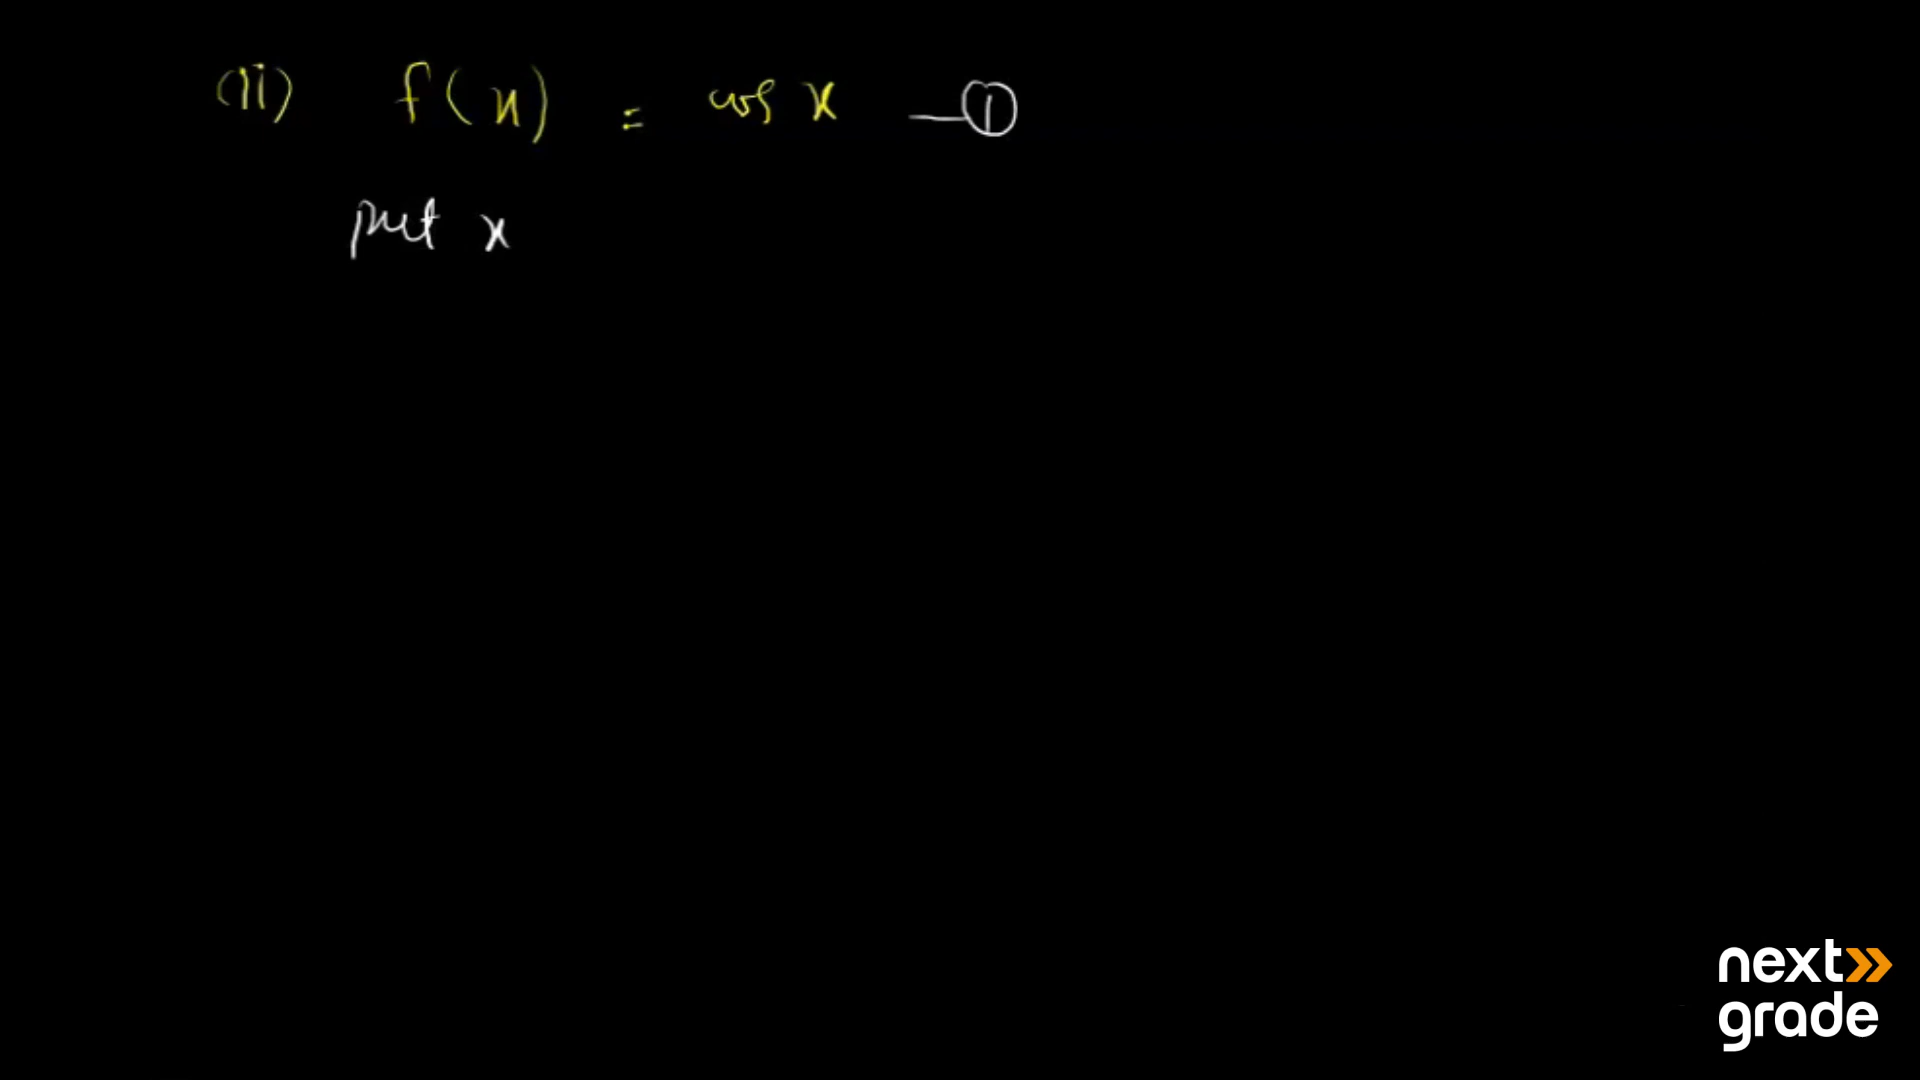 (ii) f(x) = cos x —①
put x
next
grade